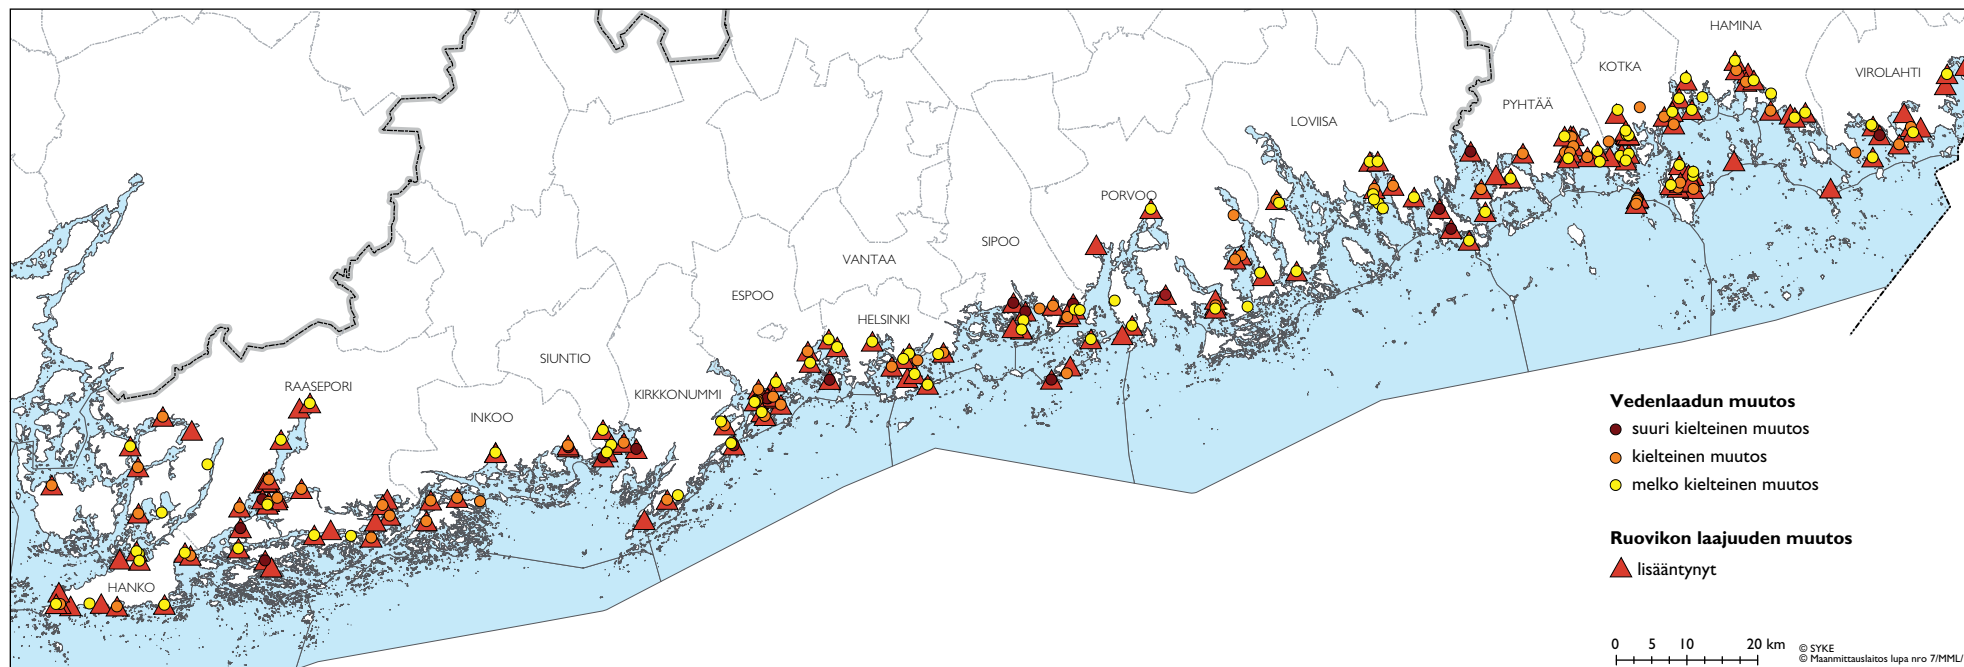 HAMINA
KOTKA
VIROLAHTI
PYHTÄÄ
LOVIISA
PORVOO
SIPOO
VANTAA
ESPOO
HELSINKI
SIUNTIO
KIRKKONUMMI
RAASEPORI
INKOO
HANKO
Vedenlaadun muutos
suuri kielteinen muutos
kielteinen muutos
melko kielteinen muutos
Ruovikon laajuuden muutos
lisääntynyt
0 5 10 20 km
© SYKE
© Maanmittauslaitos lupa nro 7/MML/